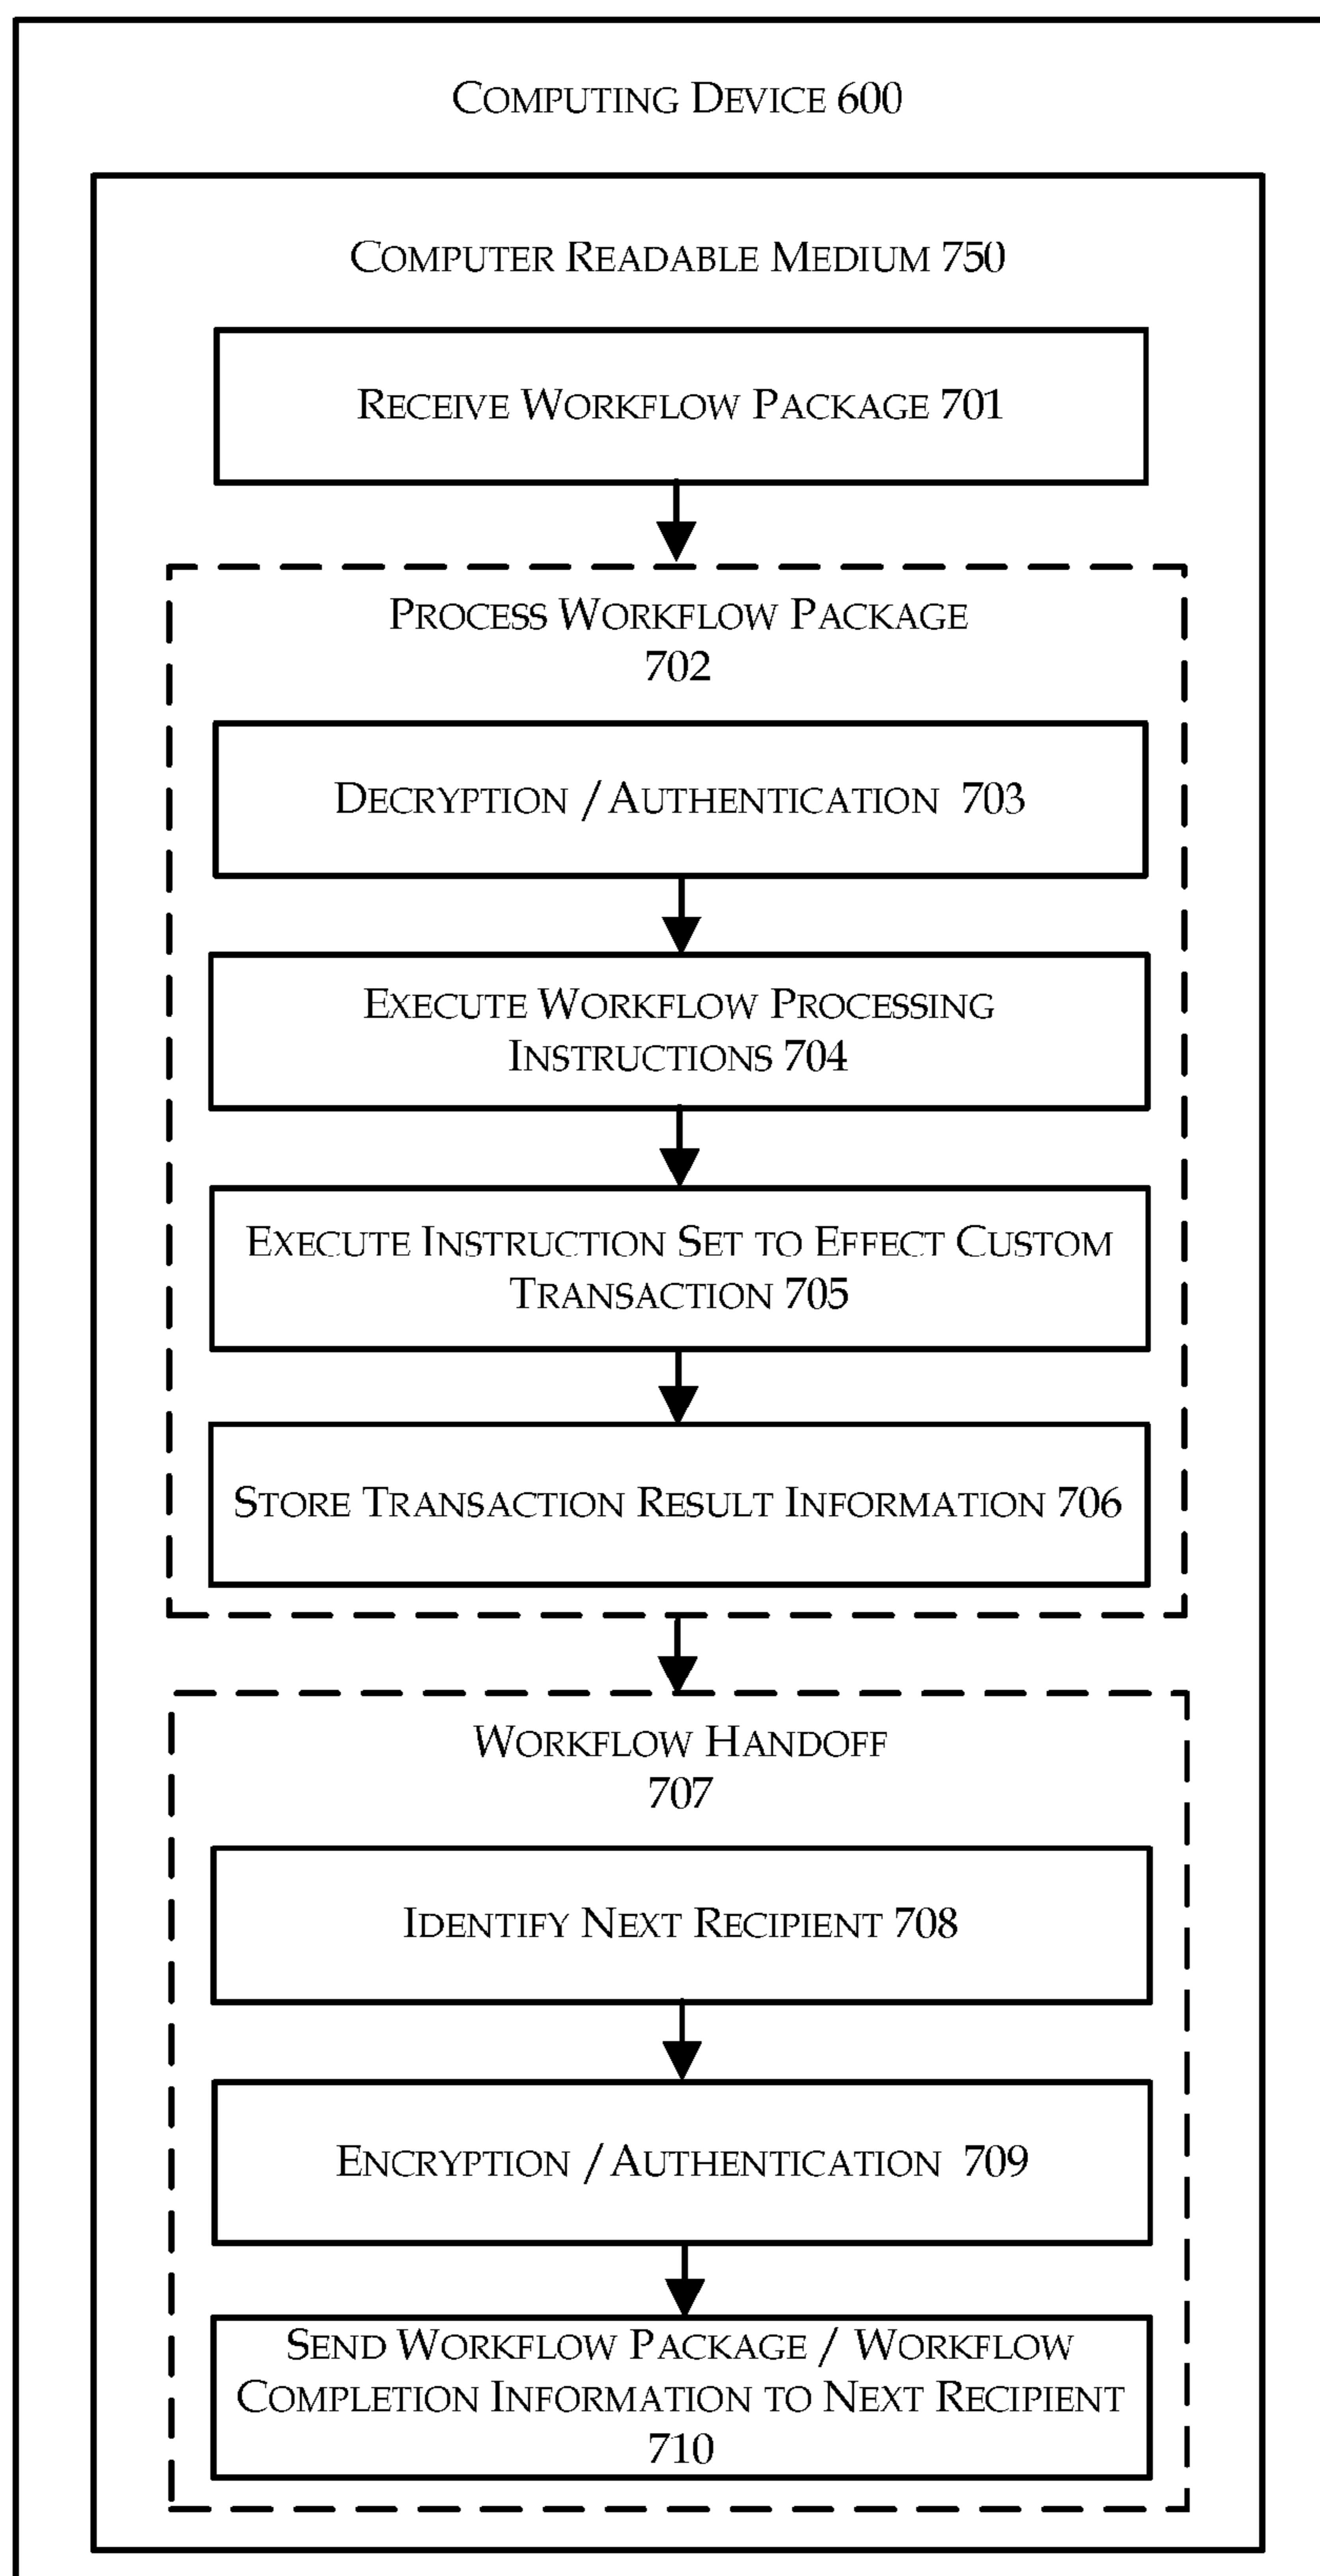 COMPUTING DEVICE 600
COMPUTER READABLE MEDIUM 750
RECEIVE WORKFLOW PACKAGE 701
PROCESS WORKFLOW PACKAGE
702
DECRYPTION /AUTHENTICATION 703
EXECUTE WORKFLOW PROCESSING
INSTRUCTIONS 704
EXECUTE INSTRUCTION SET TO EFFECT CUSTOM
TRANSACTION 705
STORE TRANSACTION RESULT INFORMATION 706
WORKFLOW HANDOFF
707
IDENTIFY NEXT RECIPIENT 708
ENCRYPTION /AUTHENTICATION 709
SEND WORKFLOW PACKAGE / WORKFLOW
COMPLETION INFORMATION TO NEXT RECIPIENT
710